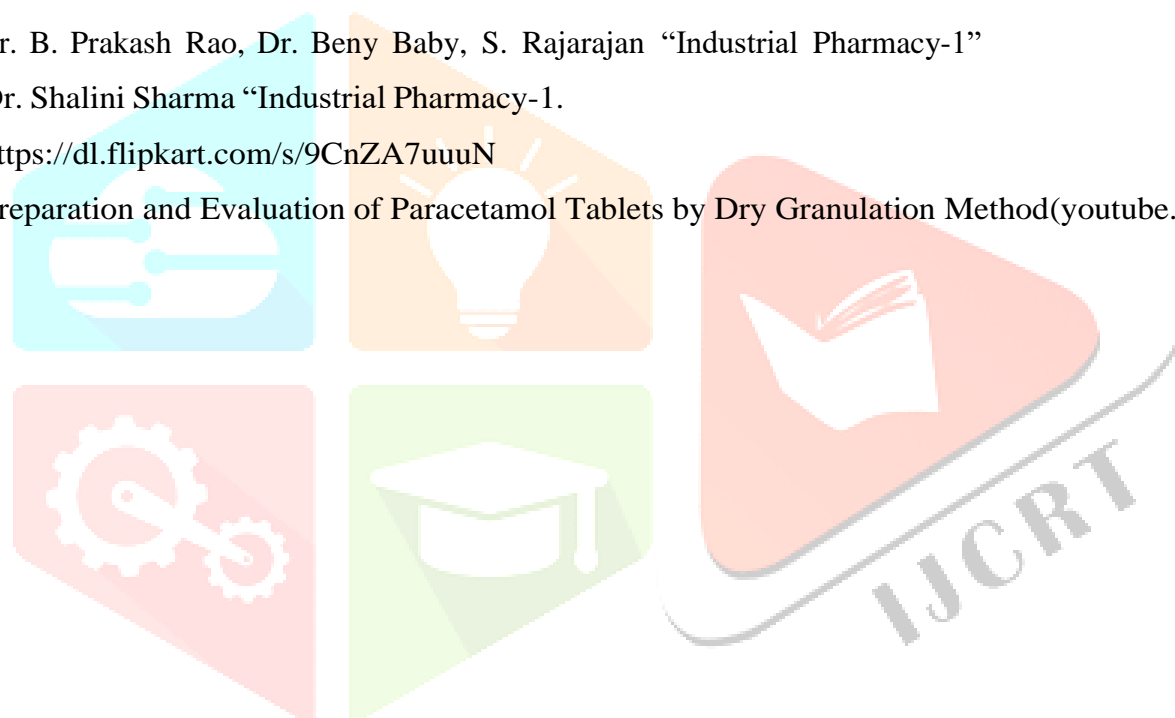 r. B. Prakash Rao, Dr. Beny Baby, S. Rajarajan “Industrial Pharmacy-1”
Dr. Shalini Sharma “Industrial Pharmacy-1.
ttps://dl.flipkart.com/s/9CnZA7uuuN
reparation and Evaluation of Paracetamol Tablets by Dry Granulation Method(youtube.
IJCRT